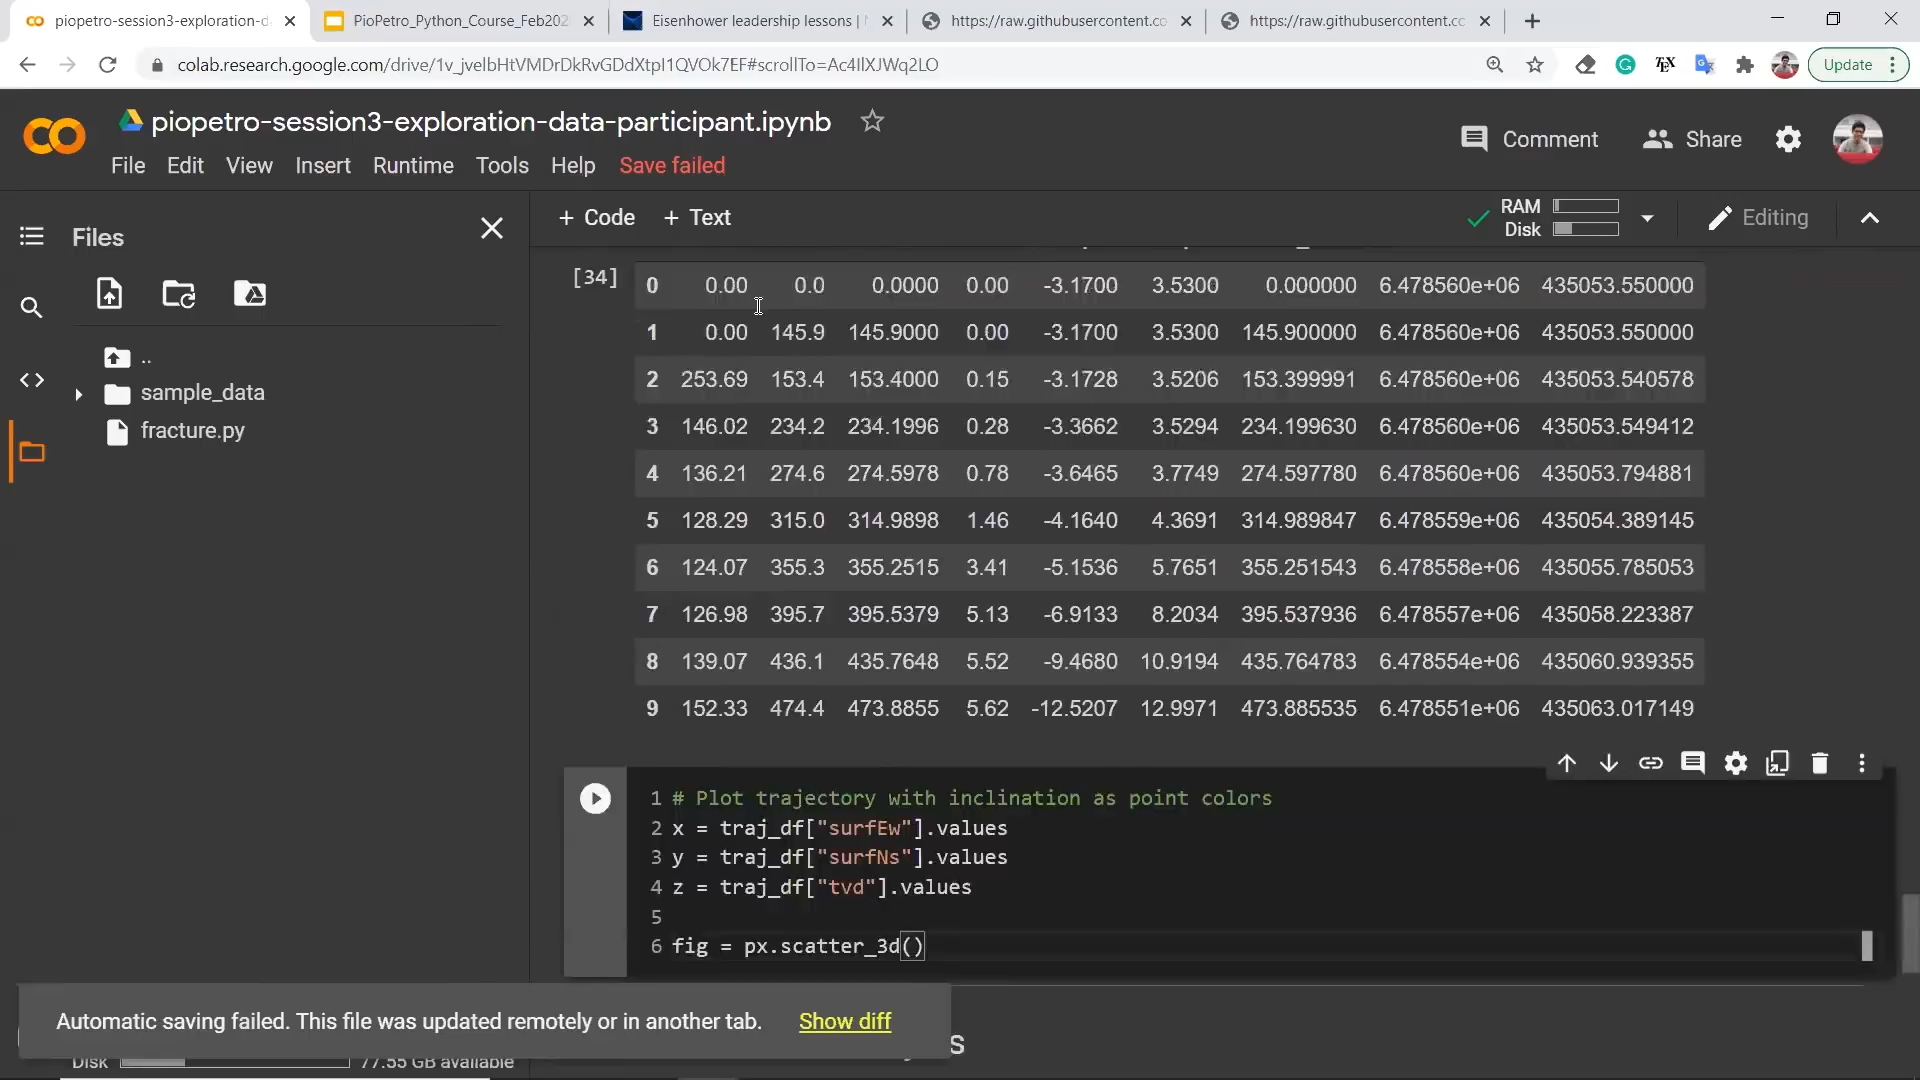 piopetro-session3-exploration-d
PioPetro_Python_Course_Feb202
Eisenhower leadership lessons |
https://raw.githubusercontent.co
https://raw.githubusercontent.cc
colab.research.google.com/drive/1v_jvelbHtVMDrDkRvGDdXtpI1QVOk7EF#scrollTo=Ac4IlXJWq2LO
Update
piopetro-session3-exploration-data-participant.ipynb
Comment
Share
File Edit View Insert Runtime Tools Help Save failed
Files
+ Code + Text
RAM
Disk
Editing
[34]
0 0.00 0.0 0.0000 0.00 -3.1700 3.5300 0.000000 6.478560e+06 435053.550000
1 0.00 145.9 145.9000 0.00 -3.1700 3.5300 145.900000 6.478560e+06 435053.550000
2 253.69 153.4 153.4000 0.15 -3.1728 3.5206 153.399991 6.478560e+06 435053.540578
3 146.02 234.2 234.1996 0.28 -3.3662 3.5294 234.199630 6.478560e+06 435053.549412
4 136.21 274.6 274.5978 0.78 -3.6465 3.7749 274.597780 6.478560e+06 435053.794881
5 128.29 315.0 314.9898 1.46 -4.1640 4.3691 314.989847 6.478559e+06 435054.389145
6 124.07 355.3 355.2515 3.41 -5.1536 5.7651 355.251543 6.478558e+06 435055.785053
7 126.98 395.7 395.5379 5.13 -6.9133 8.2034 395.537936 6.478557e+06 435058.223387
8 139.07 436.1 435.7648 5.52 -9.4680 10.9194 435.764783 6.478554e+06 435060.939355
9 152.33 474.4 473.8855 5.62 -12.5207 12.9971 473.885535 6.478551e+06 435063.017149
..
sample_data
fracture.py
1 # Plot trajectory with inclination as point colors
2 x = traj_df["surfEw"].values
3 y = traj_df["surfNs"].values
4 z = traj_df["tvd"].values
5
6 fig = px.scatter_3d()
Automatic saving failed. This file was updated remotely or in another tab. Show diff
Disk 77.55 GB available